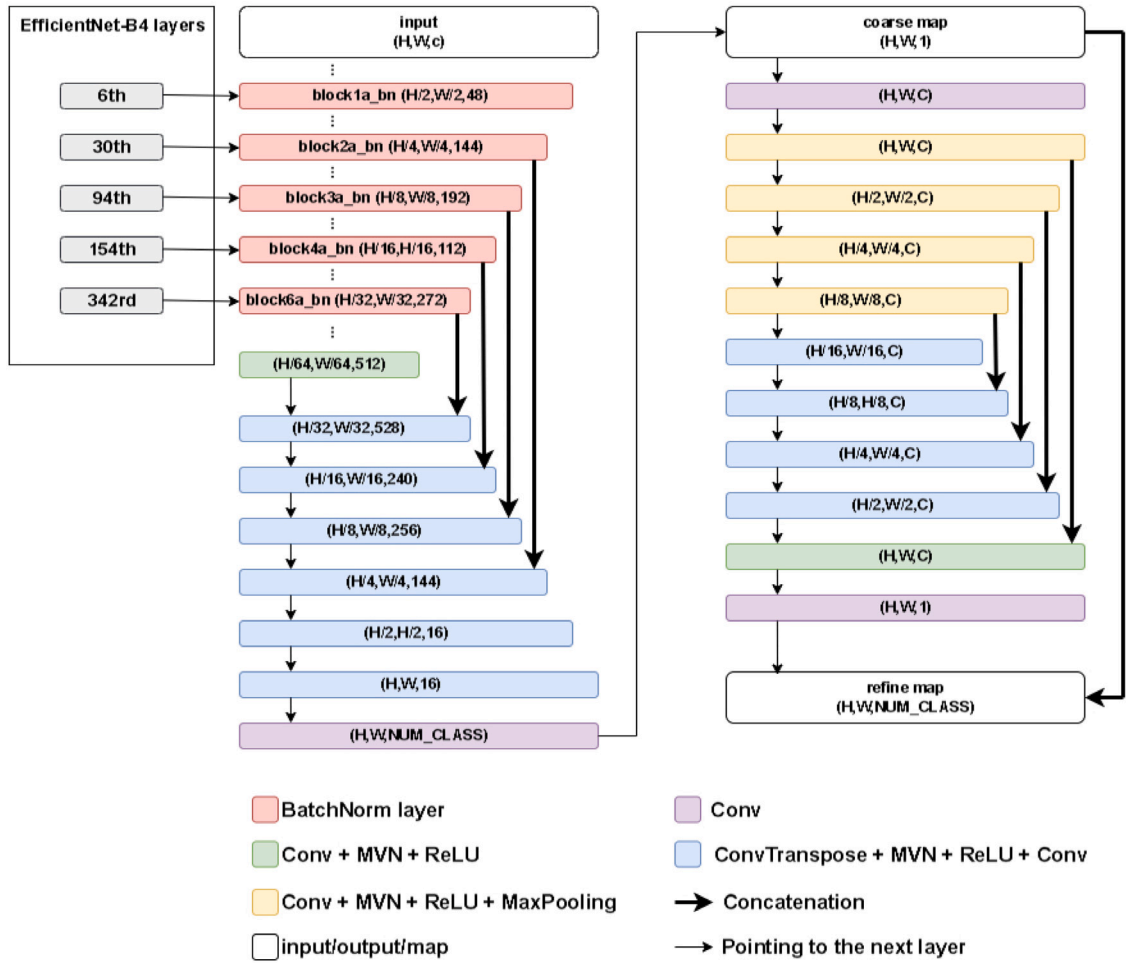 EfficientNet-B4 layers
6th
30th
94th
154th
342rd
input
(H,W,c)
⋮
block1a_bn (H/2,W/2,48)
⋮
block2a_bn (H/4,W/4,144)
⋮
block3a_bn (H/8,W/8,192)
⋮
block4a_bn (H/16,H/16,112)
⋮
block6a_bn (H/32,W/32,272)
⋮
(H/64,W/64,512)
(H/32,W/32,528)
(H/16,W/16,240)
(H/8,W/8,256)
(H/4,W/4,144)
(H/2,H/2,16)
(H,W,16)
(H,W,NUM_CLASS)
coarse map
(H,W,1)
(H,W,C)
(H,W,C)
(H/2,W/2,C)
(H/4,W/4,C)
(H/8,W/8,C)
(H/16,W/16,C)
(H/8,H/8,C)
(H/4,W/4,C)
(H/2,W/2,C)
(H,W,C)
(H,W,1)
refine map
(H,W,NUM_CLASS)
BatchNorm layer
Conv + MVN + ReLU
Conv + MVN + ReLU + MaxPooling
input/output/map
Conv
ConvTranspose + MVN + ReLU + Conv
Concatenation
Pointing to the next layer